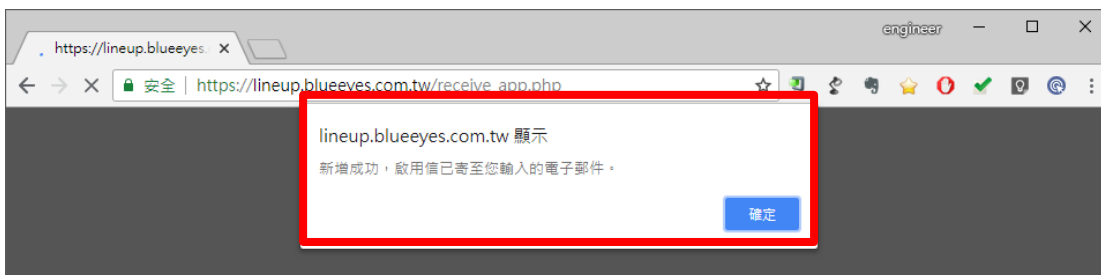 engineer
https://lineup.blueeyes.
安全 | https://lineup.blueeyes.com.tw/receive_app.php
lineup.blueeyes.com.tw 顯示
新增成功，啟用信已寄至您輸入的電子郵件。
確定